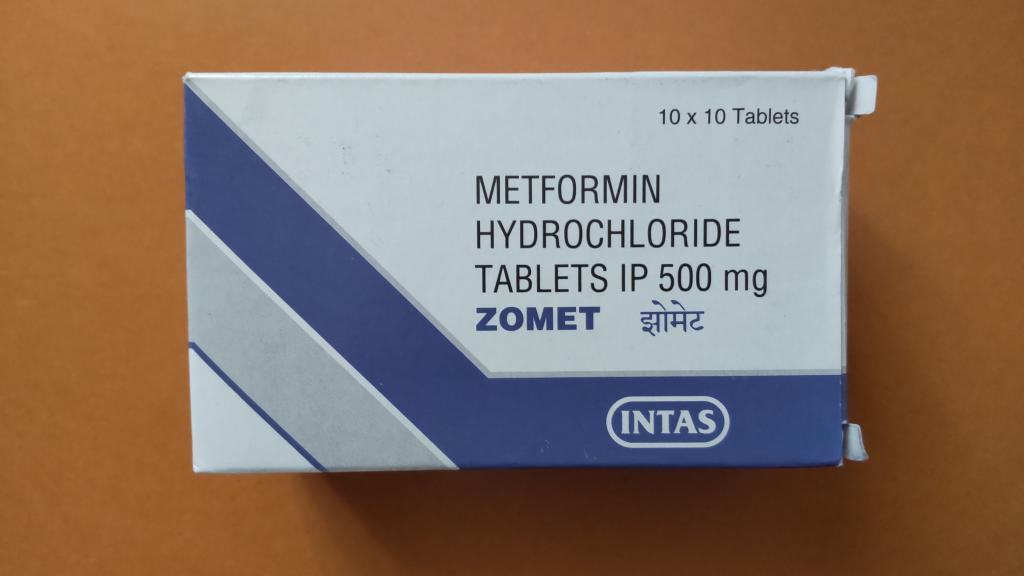 10 x 10 Tablets
METFORMIN
HYDROCHLORIDE
TABLETS IP 500 mg
ZOMET झोमेट
INTAS